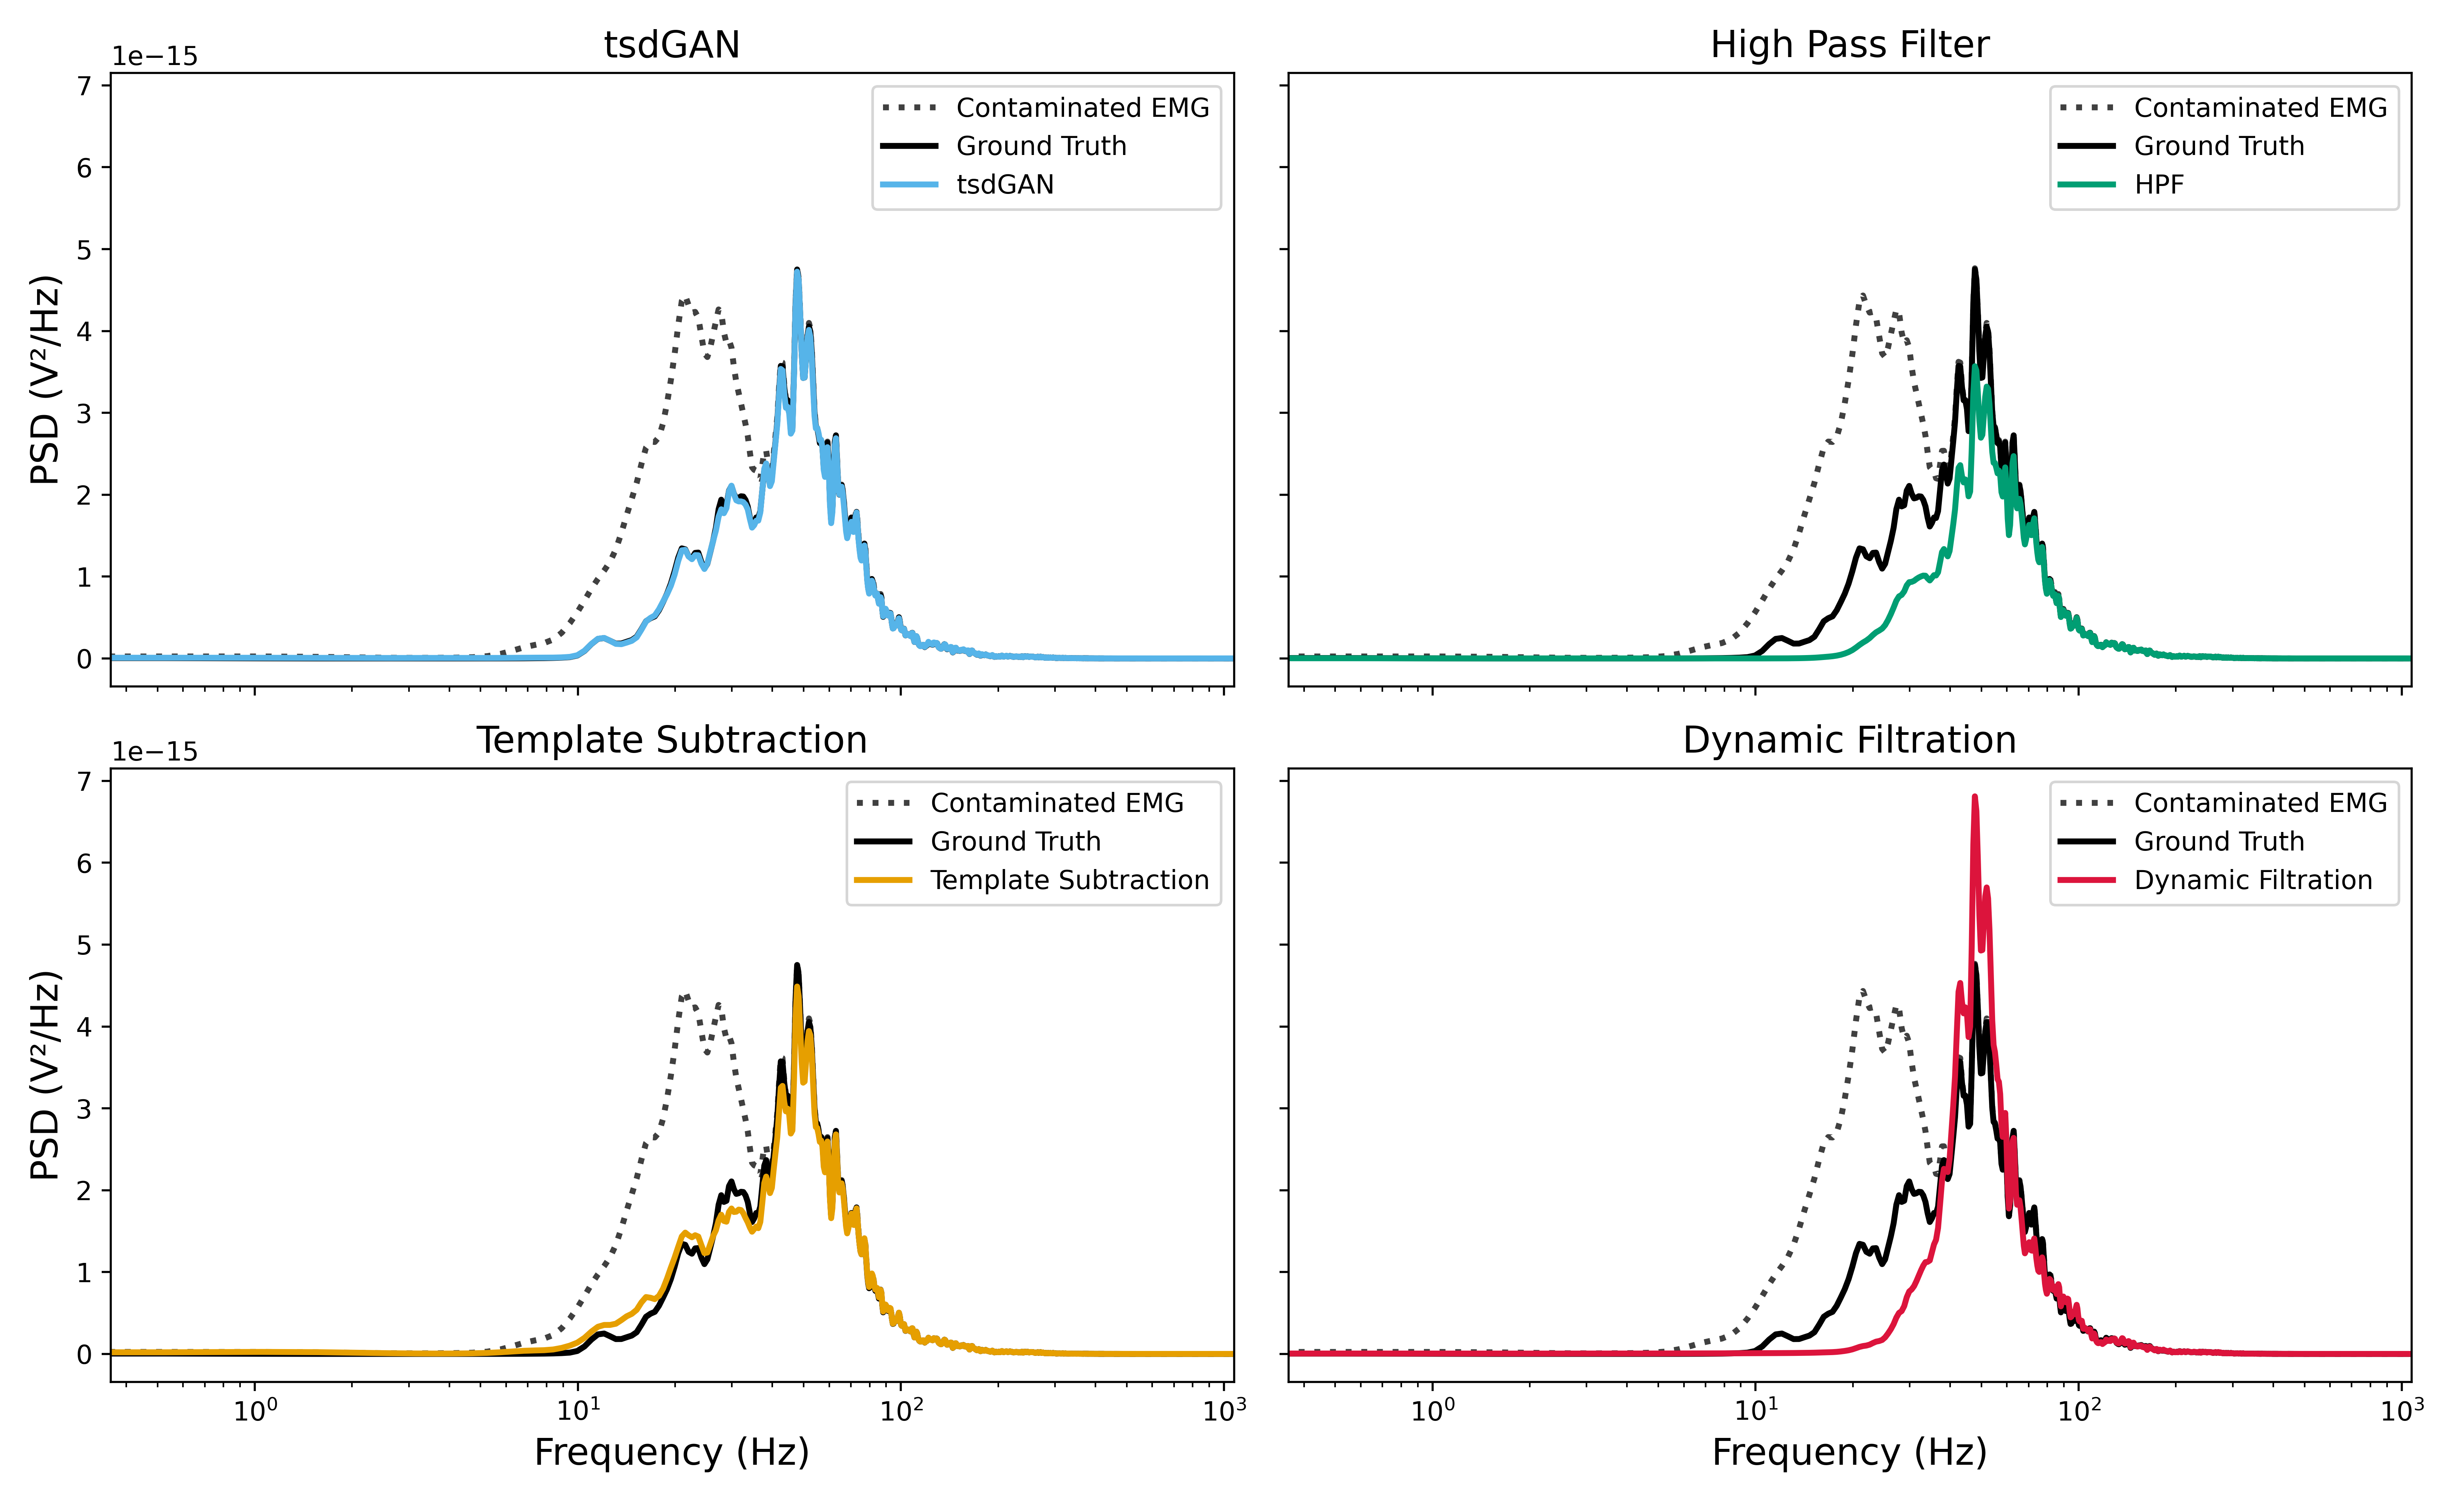 tsdGAN
1e−15
7
6
5
4
3
2
1
0
PSD (V²/Hz)
Contaminated EMG
Ground Truth
tsdGAN
High Pass Filter
Contaminated EMG
Ground Truth
HPF
Template Subtraction
1e−15
7
6
5
4
3
2
1
0
PSD (V²/Hz)
Contaminated EMG
Ground Truth
Template Subtraction
10⁰ 10¹ 10² 10³
Frequency (Hz)
Dynamic Filtration
Contaminated EMG
Ground Truth
Dynamic Filtration
10⁰ 10¹ 10² 10³
Frequency (Hz)